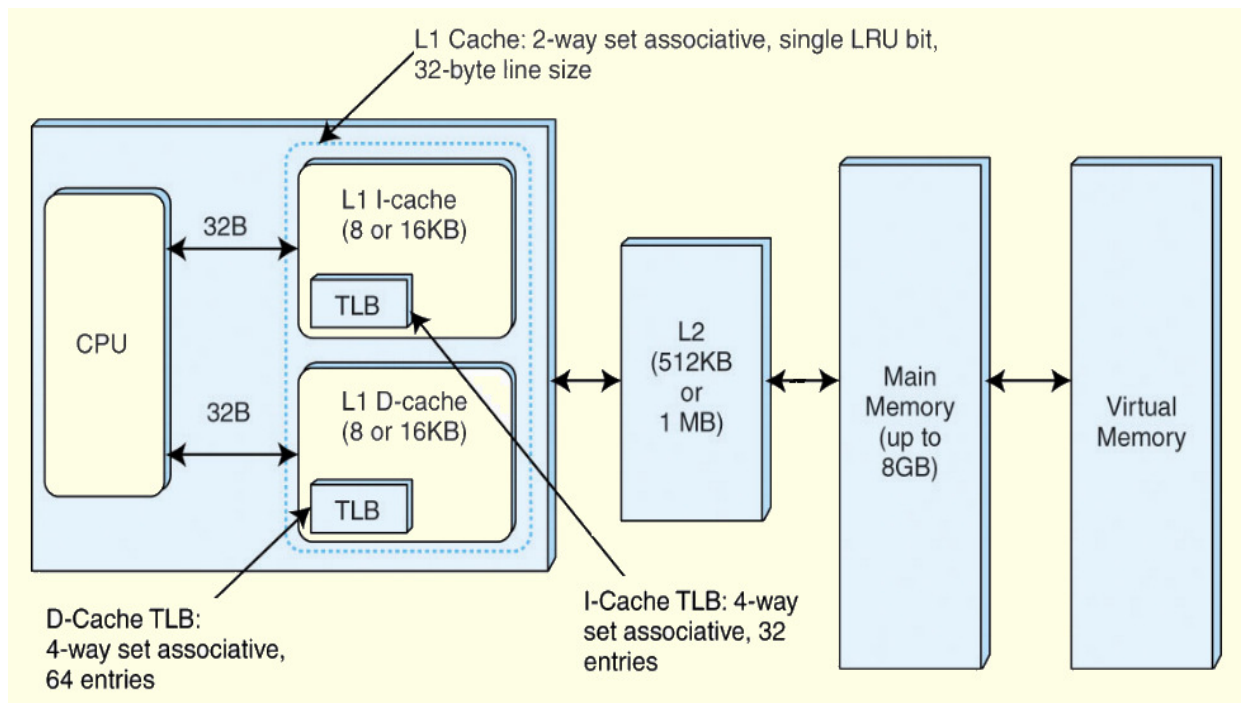 L1 Cache: 2-way set associative, single LRU bit,
32-byte line size
CPU
32B
32B
L1 I-cache
(8 or 16KB)
TLB
L1 D-cache
(8 or 16KB)
TLB
L2
(512KB
or
1 MB)
Main
Memory
(up to
8GB)
Virtual
Memory
D-Cache TLB:
4-way set associative,
64 entries
I-Cache TLB: 4-way
set associative, 32
entries